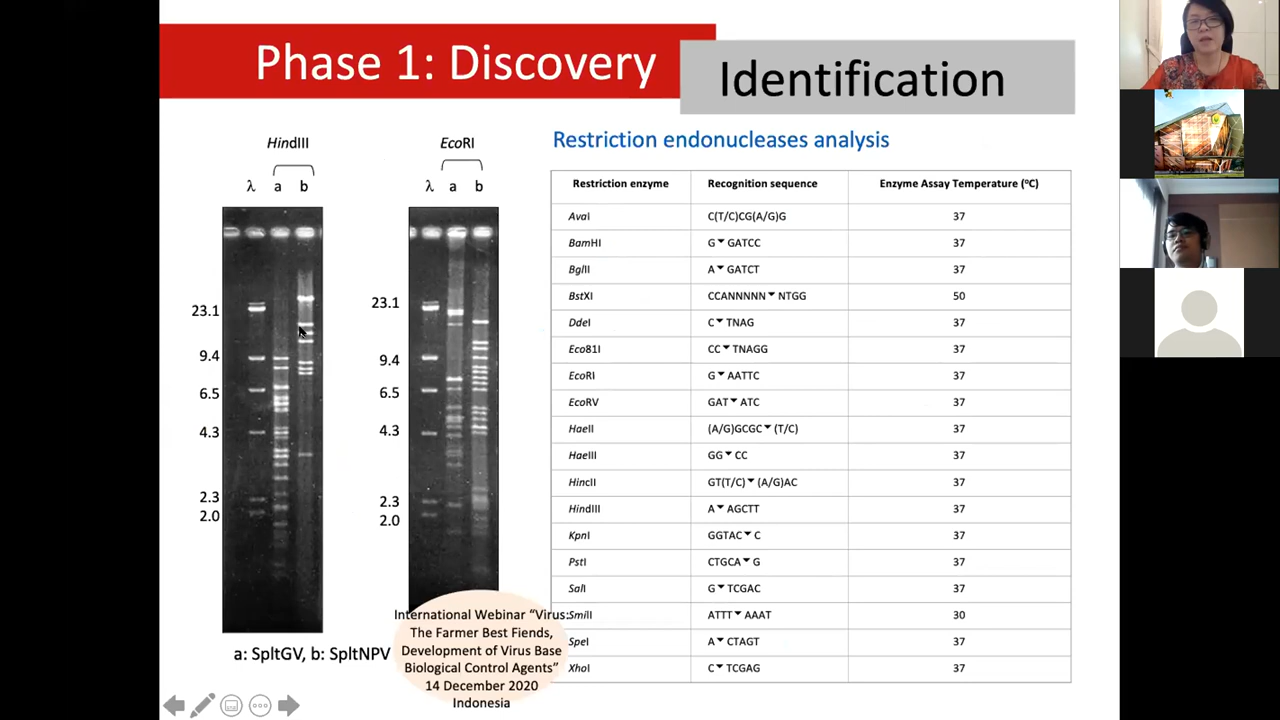 Phase 1: Discovery
Identification
HindIII
EcoRI
λ a b
λ a b
23.1
9.4
6.5
4.3
2.3
2.0
23.1
9.4
6.5
4.3
2.3
2.0
a: SpltGV, b: SpltNPV
Restriction endonucleases analysis
Restriction enzyme Recognition sequence Enzyme Assay Temperature (°C)
AvaI C(T/C)CG(A/G)G 37
BamHI G▼GATCC 37
BglII A▼GATCT 37
BstXI CCANNNNN▼NTGG 50
DdeI C▼TNAG 37
Eco81I CC▼TNAGG 37
EcoRI G▼AATTC 37
EcoRV GAT▼ATC 37
HaeII (A/G)GCGC▼(T/C) 37
HaeIII GG▼CC 37
HincII GT(T/C)▼(A/G)AC 37
HindIII A▼AGCTT 37
KpnI GGTAC▼C 37
PstI CTGCA▼G 37
SalI G▼TCGAC 37
SmiII ATTT▼AAAT 30
SpeI A▼CTAGT 37
XhoI C▼TCGAG 37
International Webinar “Virus:
The Farmer Best Fiends,
Development of Virus Base
Biological Control Agents”
14 December 2020
Indonesia